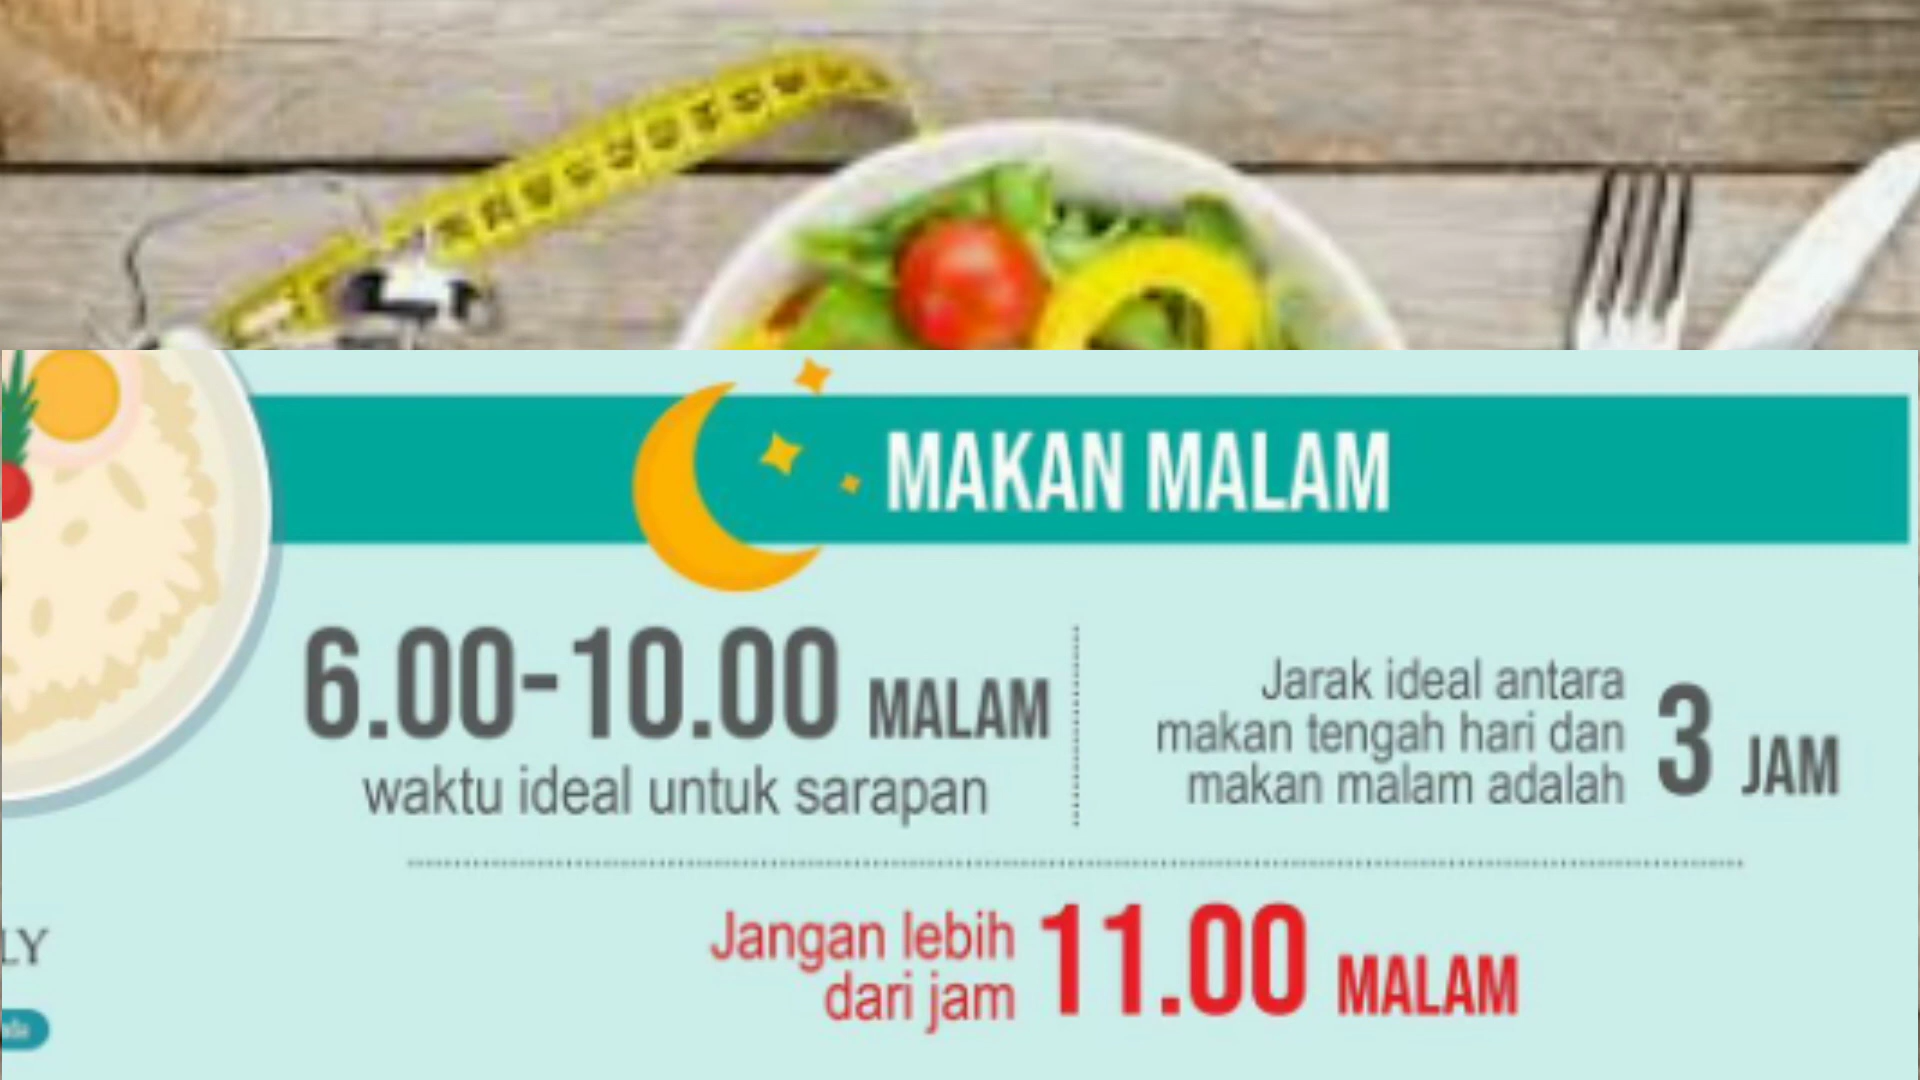 MAKAN MALAM
6.00-10.00 MALAM
waktu ideal untuk sarapan
Jarak ideal antara
makan tengah hari dan
makan malam adalah
3 JAM
Jangan lebih
dari jam
11.00 MALAM
LY